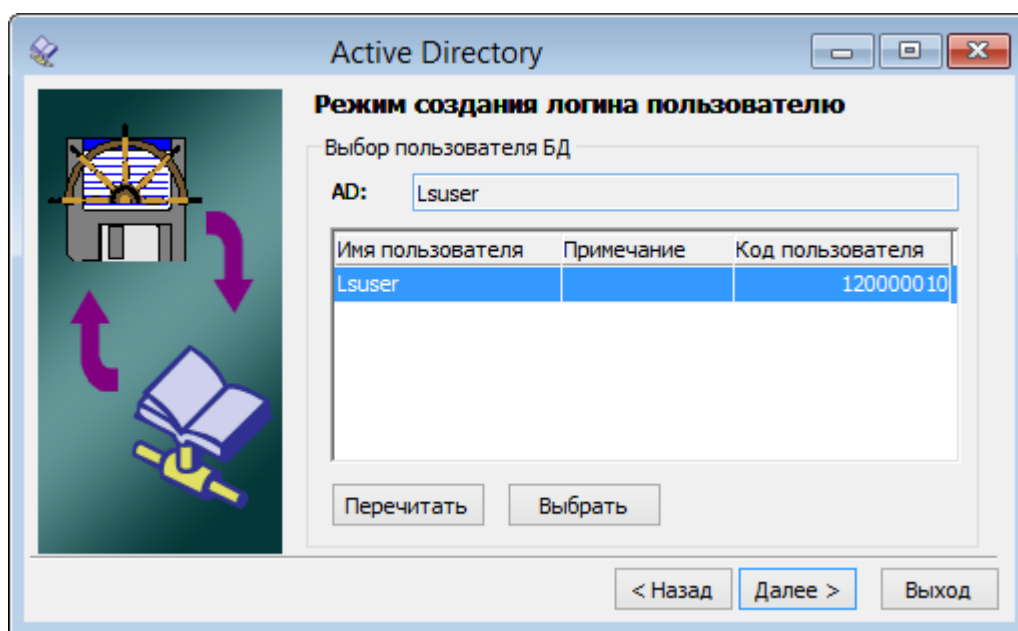 Active Directory
Режим создания логина пользователю
Выбор пользователя БД
AD: Lsuser
Имя пользователя Примечание Код пользователя
Lsuser 120000010
Перечитать Выбрать
< Назад Далее > Выход